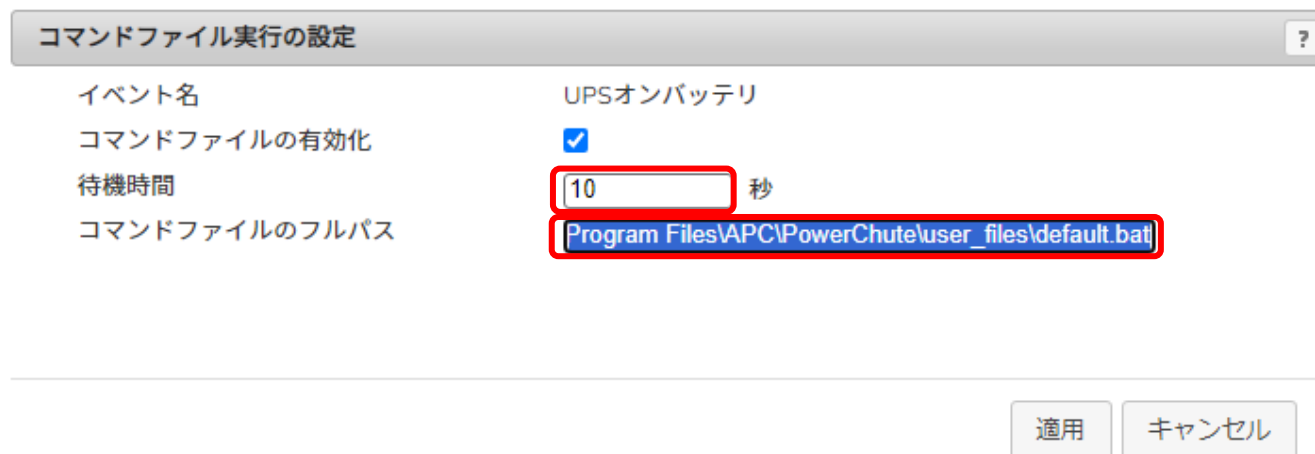 コマンドファイル実行の設定 ?
イベント名 UPSオンバッテリ
コマンドファイルの有効化
待機時間 10 秒
コマンドファイルのフルパス Program Files\APC\PowerChute\user_files\default.bat
適用 キャンセル